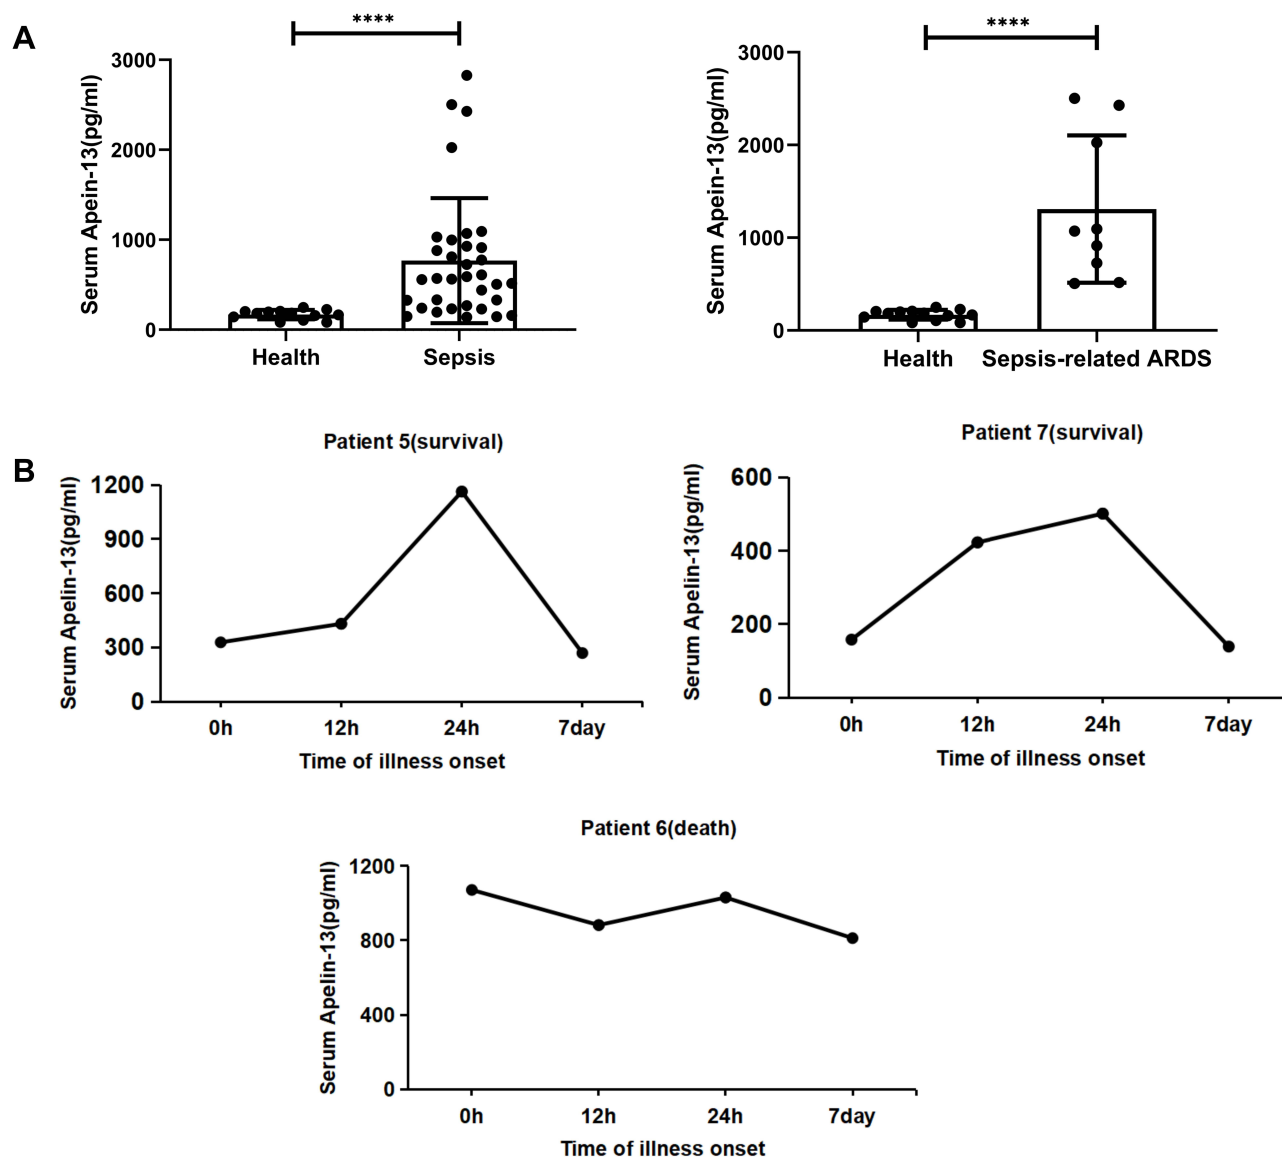 A
****
Serum Apein-13(pg/ml)
3000
2000
1000
0
Health
Sepsis
****
Serum Apein-13(pg/ml)
3000
2000
1000
0
Health
Sepsis-related ARDS
B
Patient 5(survival)
Serum Apelin-13(pg/ml)
1200
900
600
300
0
0h
12h
24h
7day
Time of illness onset
Patient 7(survival)
Serum Apelin-13(pg/ml)
600
400
200
0
0h
12h
24h
7day
Time of illness onset
Patient 6(death)
Serum Apelin-13(pg/ml)
1200
800
400
0
0h
12h
24h
7day
Time of illness onset